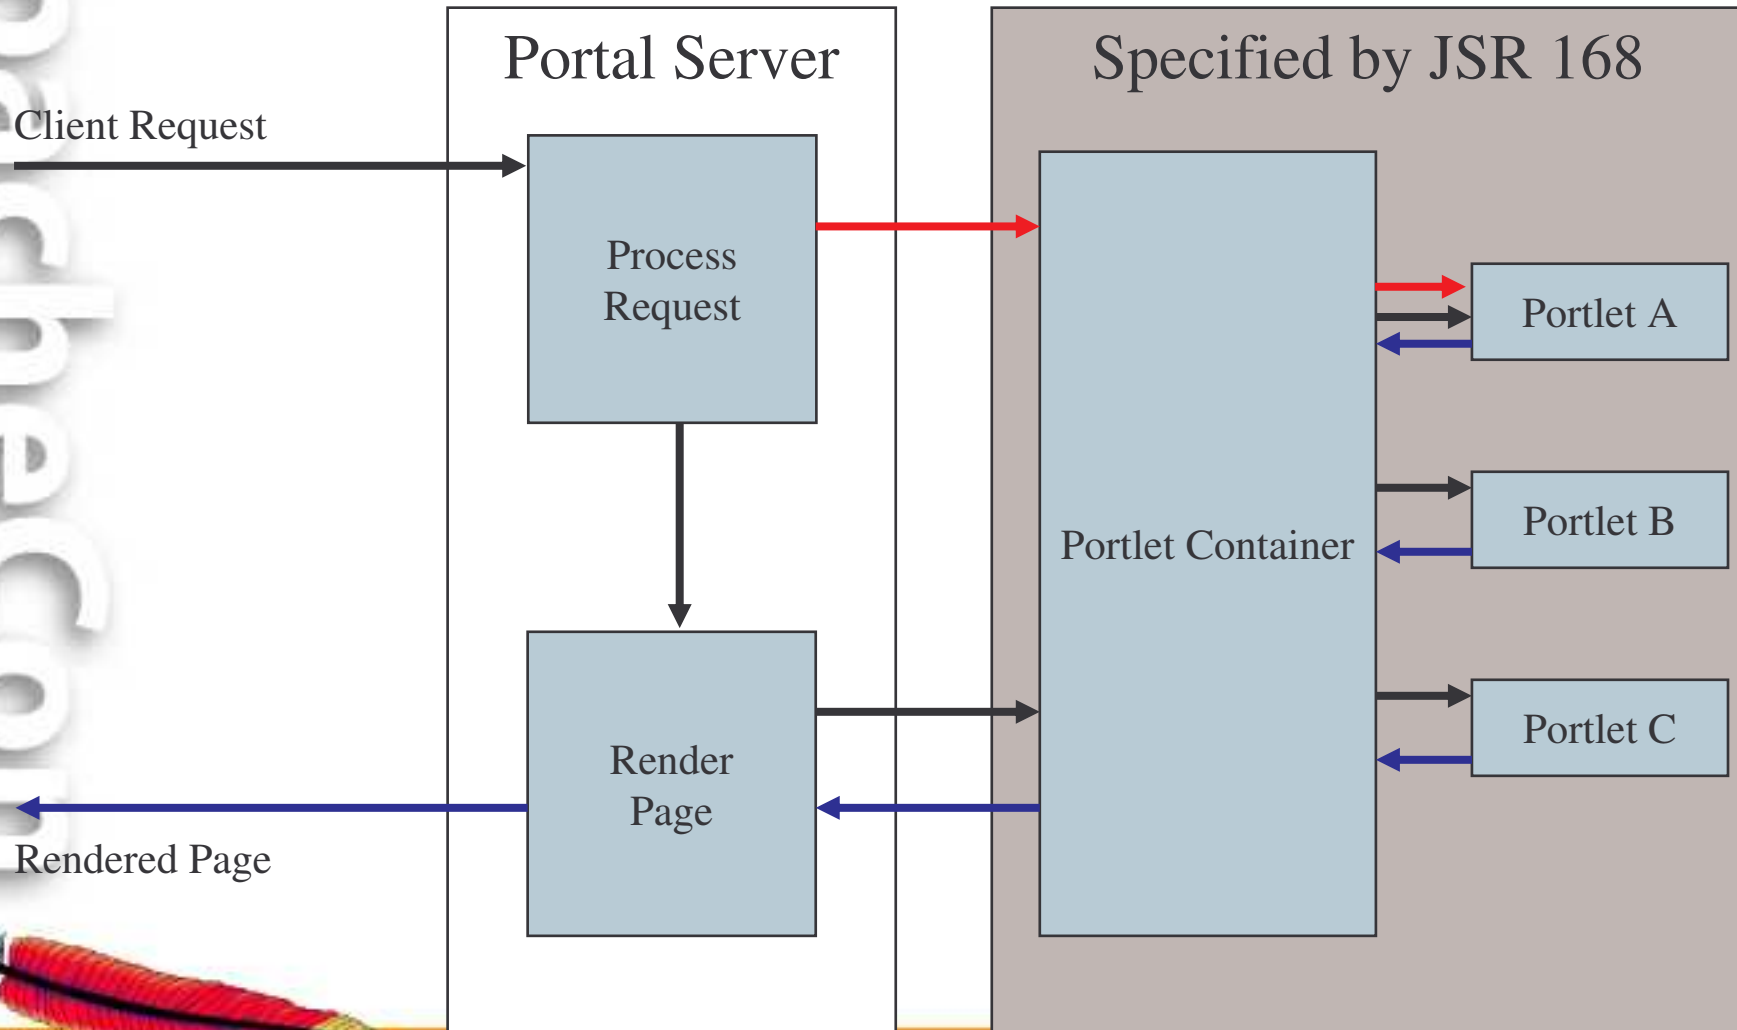 Portal Server
Specified by JSR 168
Client Request
Process
Request
Portlet A
Portlet B
Portlet Container
Portlet C
Render
Page
Rendered Page
apacheCon